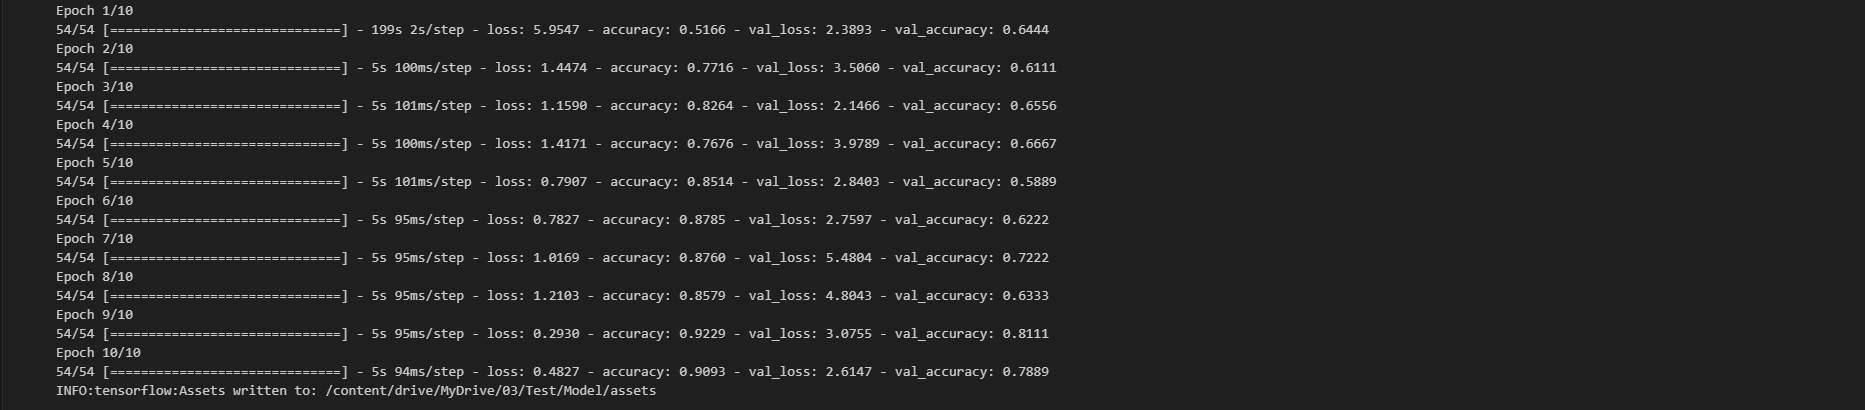 Epoch 1/10
54/54 [==============================] - 199s 2s/step - loss: 5.9547 - accuracy: 0.5166 - val_loss: 2.3893 - val_accuracy: 0.6444
Epoch 2/10
54/54 [==============================] - 5s 100ms/step - loss: 1.4474 - accuracy: 0.7716 - val_loss: 3.5060 - val_accuracy: 0.6111
Epoch 3/10
54/54 [==============================] - 5s 101ms/step - loss: 1.1590 - accuracy: 0.8264 - val_loss: 2.1466 - val_accuracy: 0.6556
Epoch 4/10
54/54 [==============================] - 5s 100ms/step - loss: 1.4171 - accuracy: 0.7676 - val_loss: 3.9789 - val_accuracy: 0.6667
Epoch 5/10
54/54 [==============================] - 5s 101ms/step - loss: 0.7907 - accuracy: 0.8514 - val_loss: 2.8403 - val_accuracy: 0.5889
Epoch 6/10
54/54 [==============================] - 5s 95ms/step - loss: 0.7827 - accuracy: 0.8785 - val_loss: 2.7597 - val_accuracy: 0.6222
Epoch 7/10
54/54 [==============================] - 5s 95ms/step - loss: 1.0169 - accuracy: 0.8760 - val_loss: 5.4804 - val_accuracy: 0.7222
Epoch 8/10
54/54 [==============================] - 5s 95ms/step - loss: 1.2103 - accuracy: 0.8579 - val_loss: 4.8043 - val_accuracy: 0.6333
Epoch 9/10
54/54 [==============================] - 5s 95ms/step - loss: 0.2930 - accuracy: 0.9229 - val_loss: 3.0755 - val_accuracy: 0.8111
Epoch 10/10
54/54 [==============================] - 5s 94ms/step - loss: 0.4827 - accuracy: 0.9093 - val_loss: 2.6147 - val_accuracy: 0.7889
INFO:tensorflow:Assets written to: /content/drive/MyDrive/03/Test/Model/assets